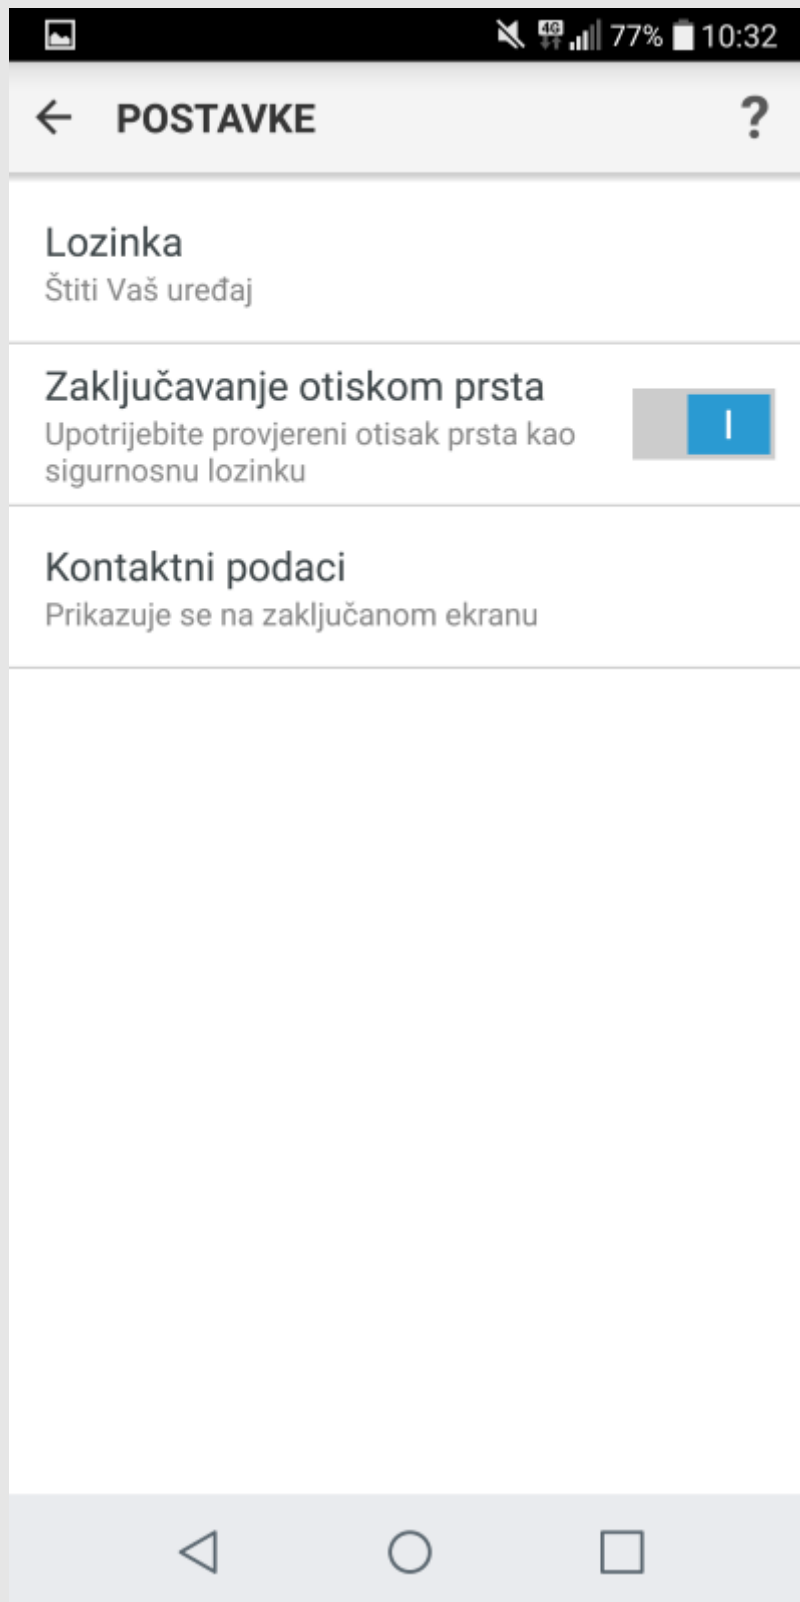 4G 77% 10:32
POSTAVKE ?
Lozinka
Štiti Vaš uređaj
Zaključavanje otiskom prsta
Upotrijebite provjereni otisak prsta kao
sigurnosnu lozinku
Kontaktni podaci
Prikazuje se na zaključanom ekranu